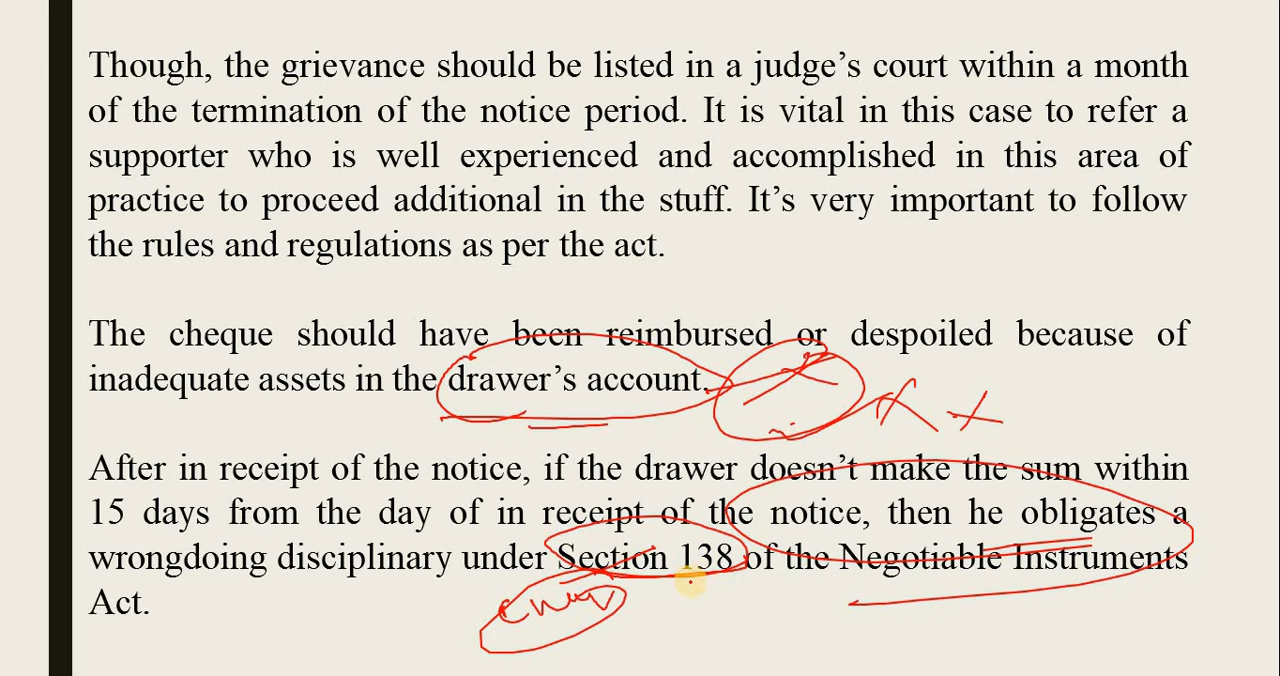 Though, the grievance should be listed in a judge's court within a month
of the termination of the notice period. It is vital in this case to refer a
supporter who is well experienced and accomplished in this area of
practice to proceed additional in the stuff. It's very important to follow
the rules and regulations as per the act.
The cheque should have been reimbursed or despoiled because of
inadequate assets in the drawer's account.
After in receipt of the notice, if the drawer doesn't make the sum within
15 days from the day of in receipt of the notice, then he obligates a
wrongdoing disciplinary under Section 138 of the Negotiable Instruments
Act.